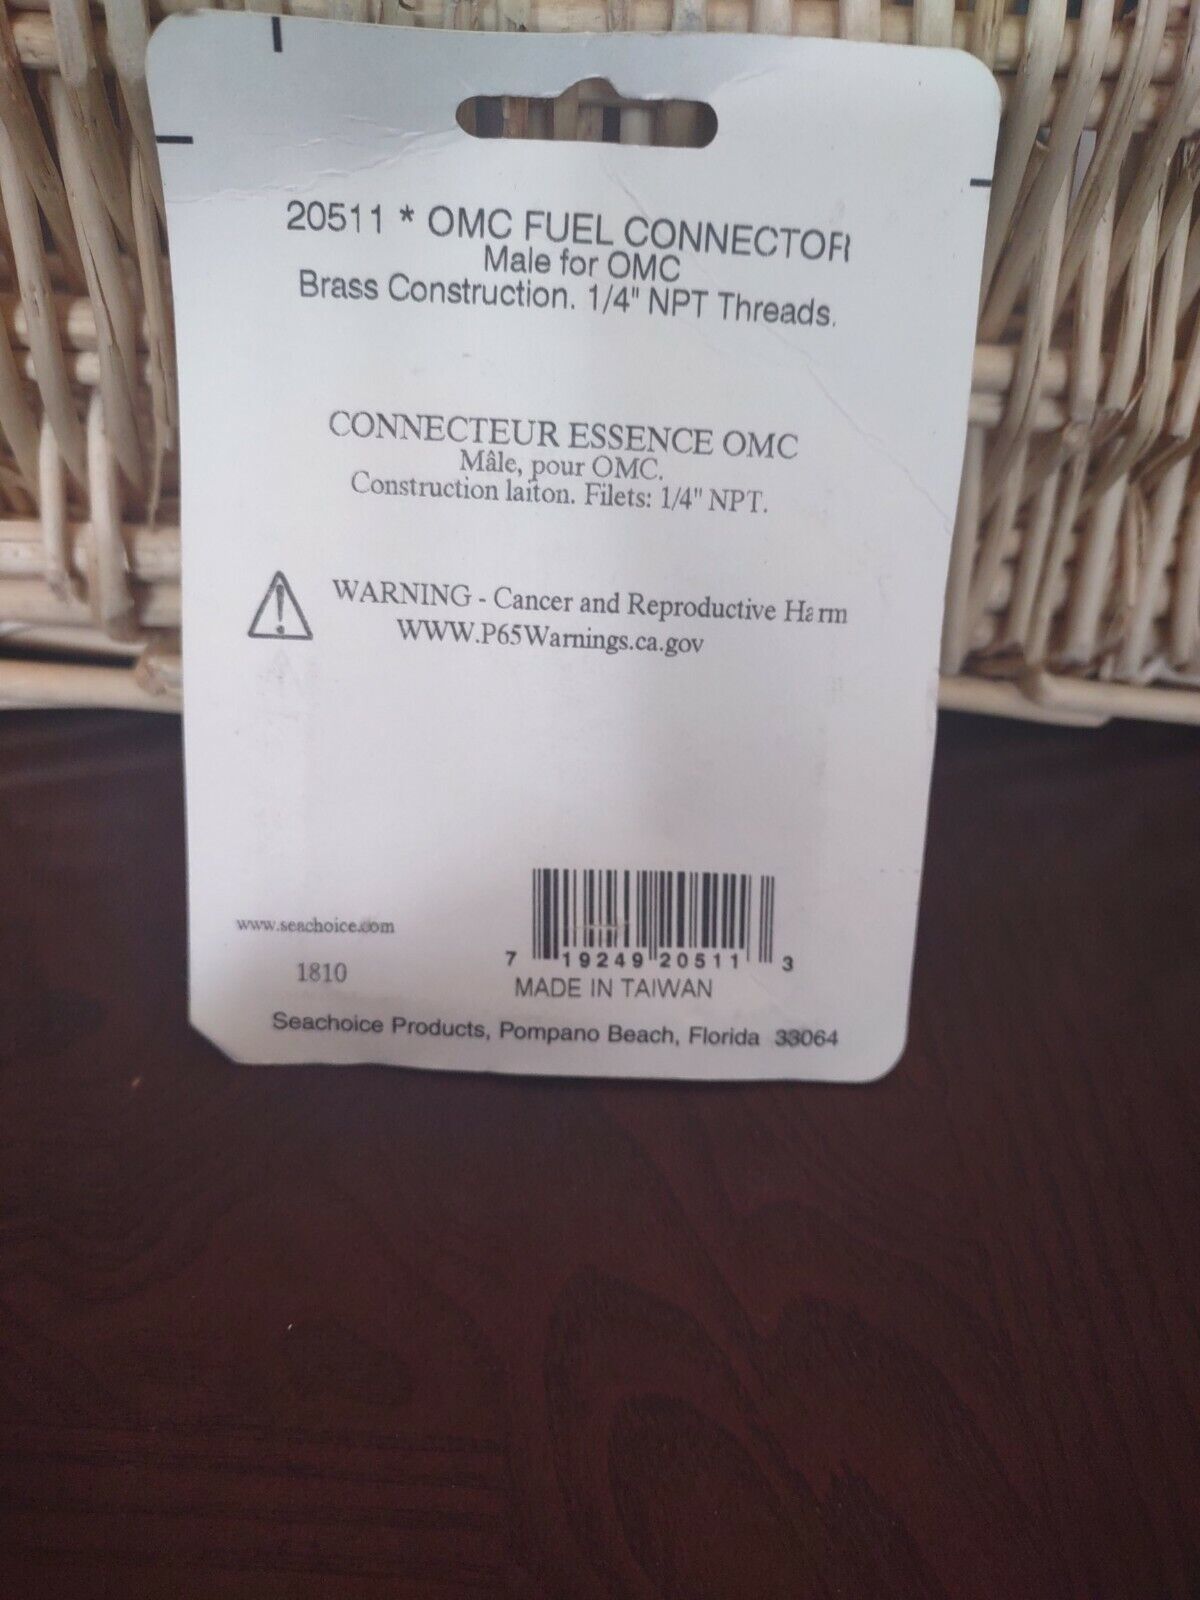 20511 * OMC FUEL CONNECTOR
Male for OMC
Brass Construction. 1/4" NPT Threads.
CONNECTEUR ESSENCE OMC
Mâle, pour OMC.
Construction laiton. Filets: 1/4" NPT.
WARNING - Cancer and Reproductive Harm
WWW.P65Warnings.ca.gov
www.seachoice.com
1810
7 19249 20511 3
MADE IN TAIWAN
Seachoice Products, Pompano Beach, Florida 33064